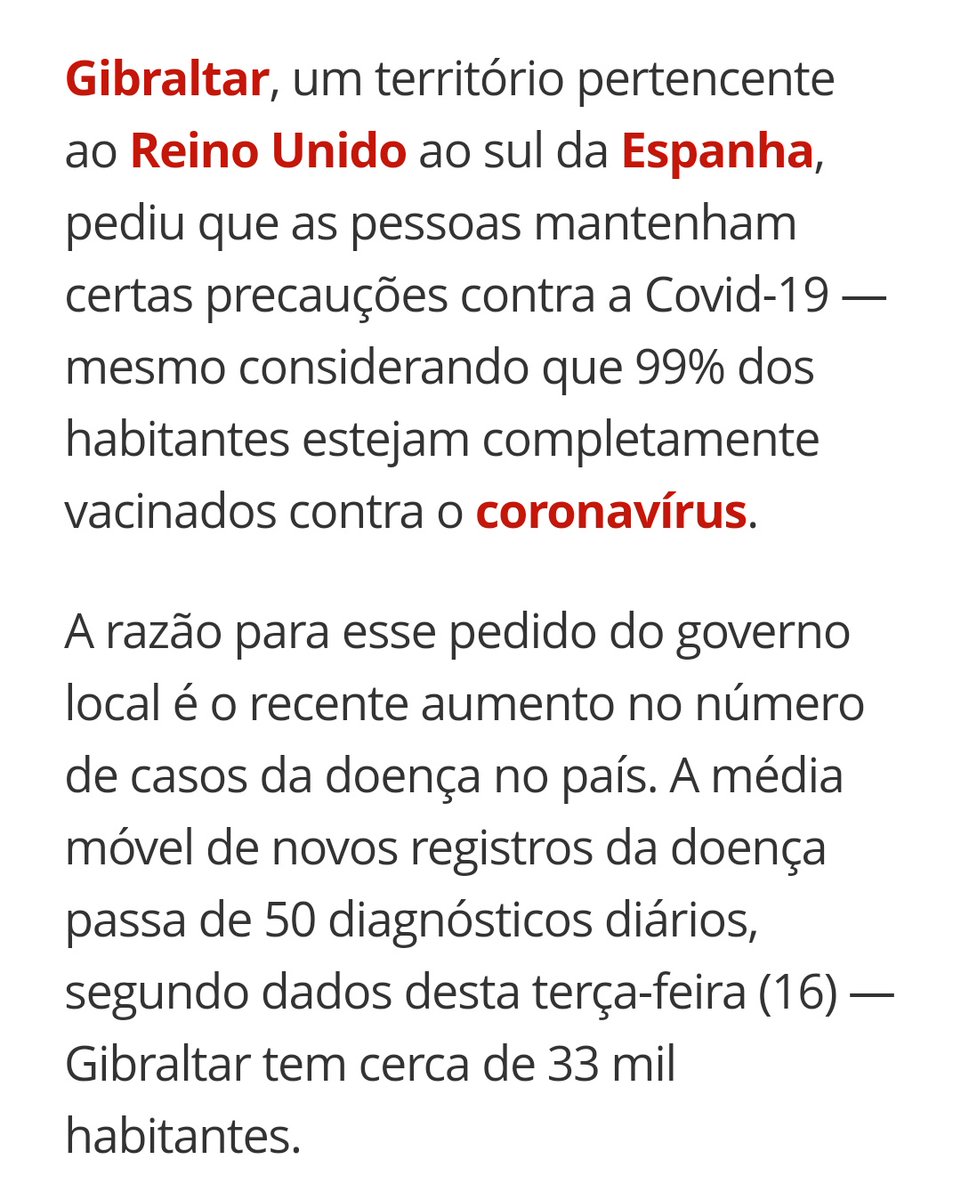 Gibraltar, um território pertencente
ao Reino Unido ao sul da Espanha,
pediu que as pessoas mantenham
certas precauções contra a Covid-19 —
mesmo considerando que 99% dos
habitantes estejam completamente
vacinados contra o coronavírus.
A razão para esse pedido do governo
local é o recente aumento no número
de casos da doença no país. A média
móvel de novos registros da doença
passa de 50 diagnósticos diários,
segundo dados desta terça-feira (16) —
Gibraltar tem cerca de 33 mil
habitantes.